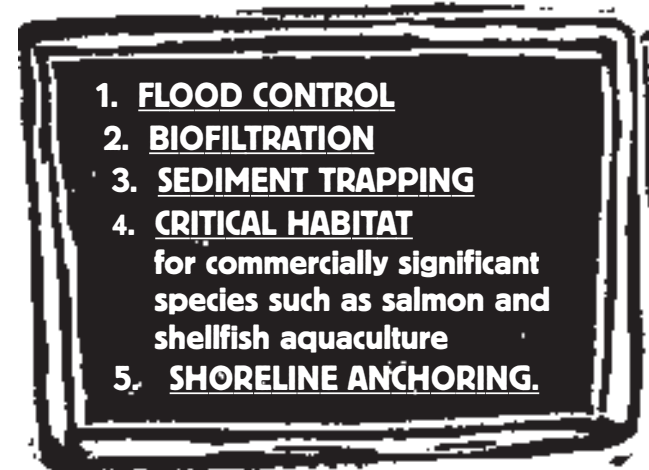 1. FLOOD CONTROL
2. BIOFILTRATION
3. SEDIMENT TRAPPING
4. CRITICAL HABITAT
for commercially significant
species such as salmon and
shellfish aquaculture
5. SHORELINE ANCHORING.